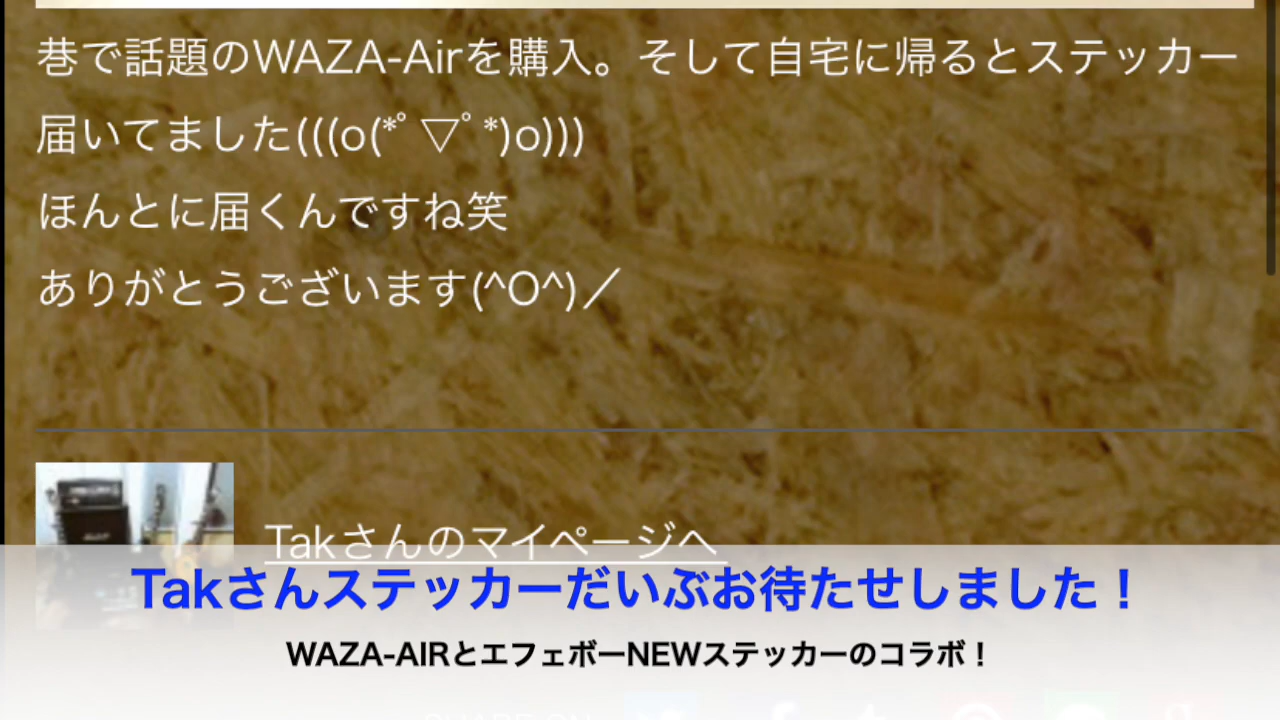 巷で話題のWAZA-Airを購入。そして自宅に帰るとステッカー
届いてました(((o(*ﾟ▽ﾟ*)o)))
ほんとに届くんですね笑
ありがとうございます(^O^)／
Takさんのマイページへ
Takさんステッカーだいぶお待たせしました！
WAZA-AIRとエフェボーNEWステッカーのコラボ！